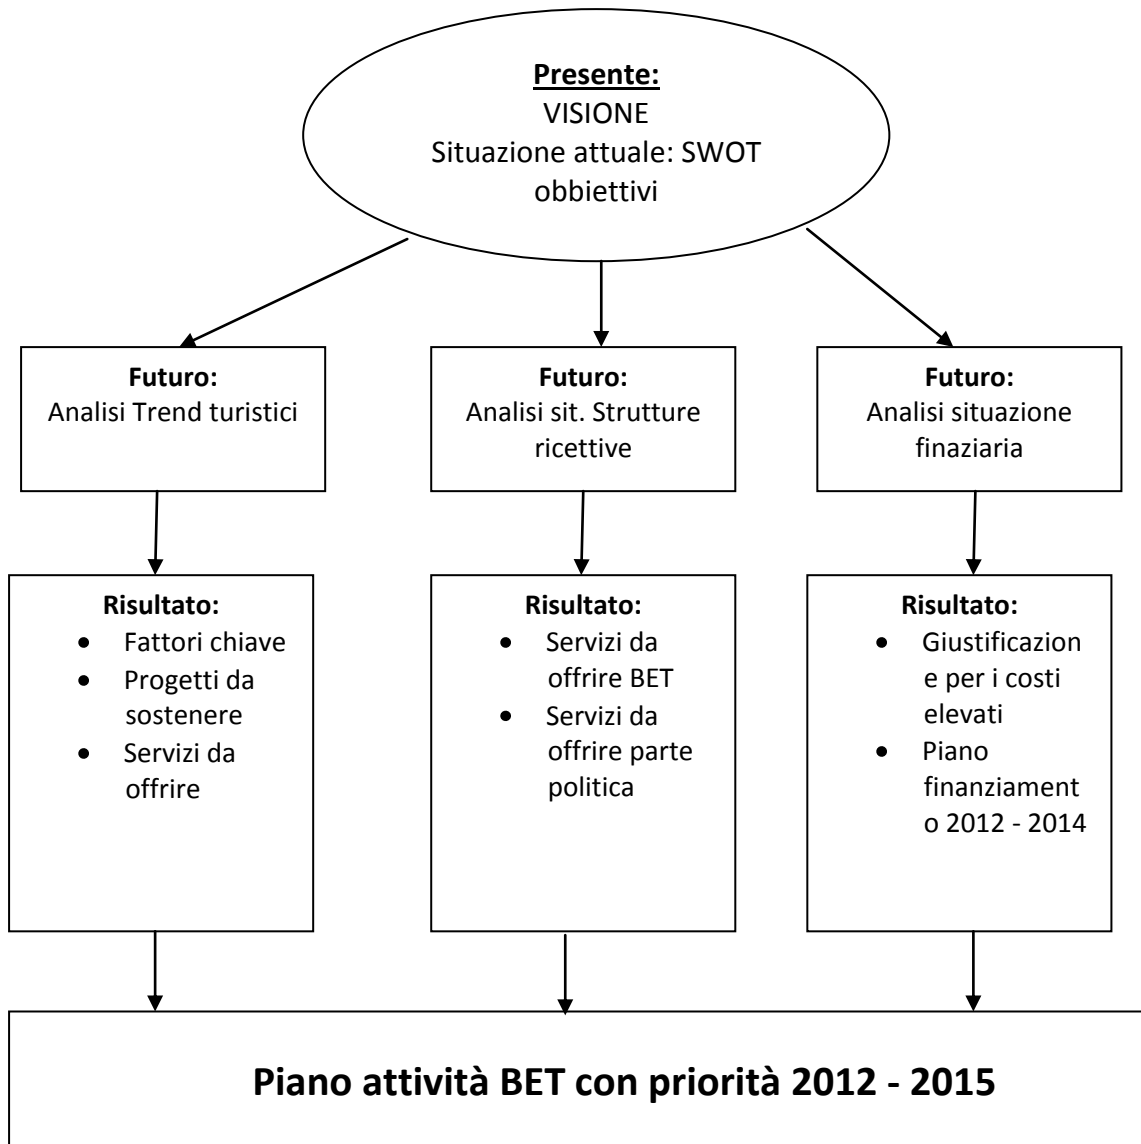 Presente:
VISIONE
Situazione attuale: SWOT
obbiettivi
Futuro:
Analisi Trend turistici
Futuro:
Analisi sit. Strutture
ricettive
Futuro:
Analisi situazione
finaziaria
Risultato:
• Fattori chiave
• Progetti da
sostenere
• Servizi da
offrire
Risultato:
• Servizi da
offrire BET
• Servizi da
offrire parte
politica
Risultato:
• Giustificazion
e per i costi
elevati
• Piano
finanziament
o 2012 - 2014
Piano attività BET con priorità 2012 - 2015